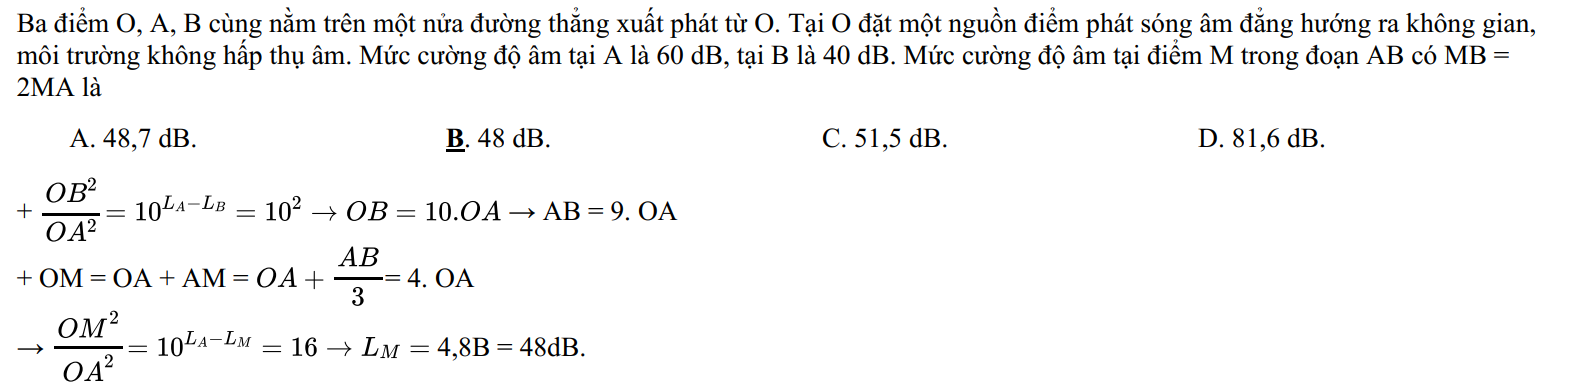 Ba điểm O, A, B cùng nằm trên một nửa đường thẳng xuất phát từ O. Tại O đặt một nguồn điểm phát sóng âm đẳng hướng ra không gian,
môi trường không hấp thụ âm. Mức cường độ âm tại A là 60 dB, tại B là 40 dB. Mức cường độ âm tại điểm M trong đoạn AB có MB =
2MA là
A. 48,7 dB. B. 48 dB. C. 51,5 dB. D. 81,6 dB.
+ \frac{OB^2}{OA^2} = 10^{L_A-L_B} = 10^2 → OB = 10.OA → AB = 9. OA
+ OM = OA + AM = OA + \frac{AB}{3} = 4. OA
→ \frac{OM^2}{OA^2} = 10^{L_A-L_M} = 16 → L_M = 4,8B = 48dB.